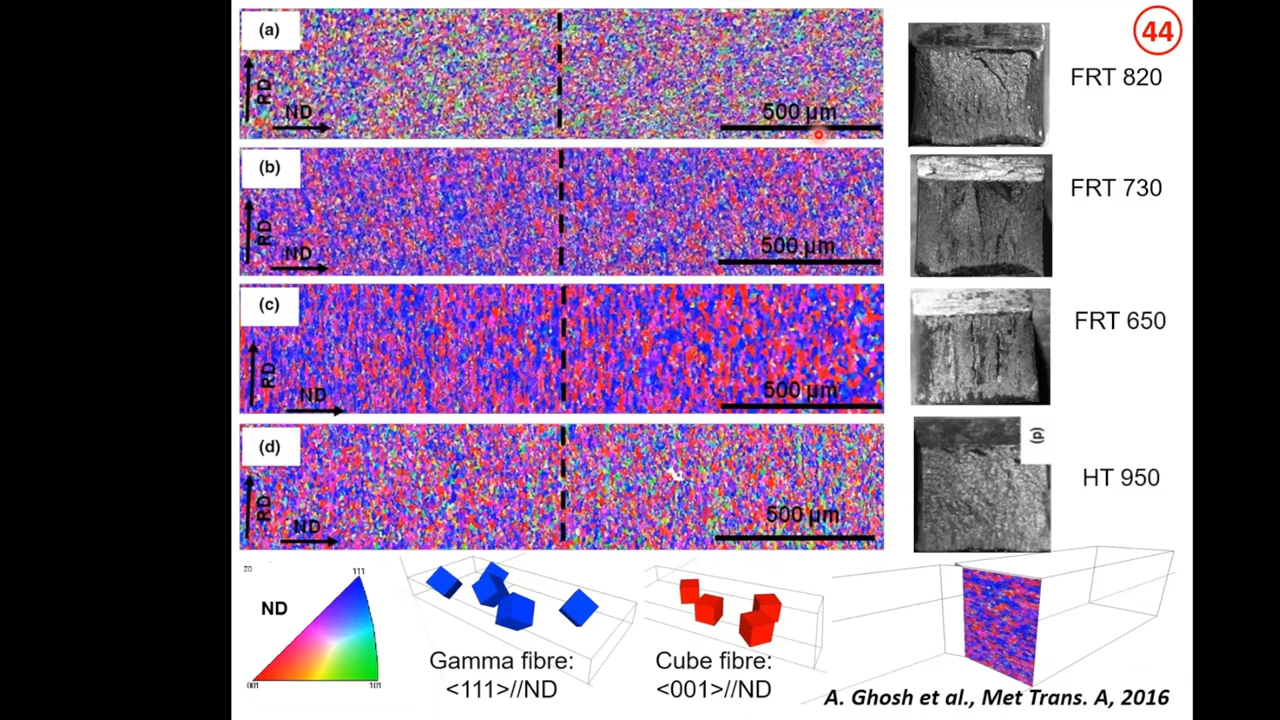 44
(a)
RD
ND
500 µm
FRT 820
(b)
RD
ND
500 µm
FRT 730
(c)
RD
ND
500 µm
FRT 650
(d)
RD
ND
500 µm
(d)
HT 950
ND
111
001
101
Gamma fibre:
<111>//ND
Cube fibre:
<001>//ND
A. Ghosh et al., Met Trans. A, 2016